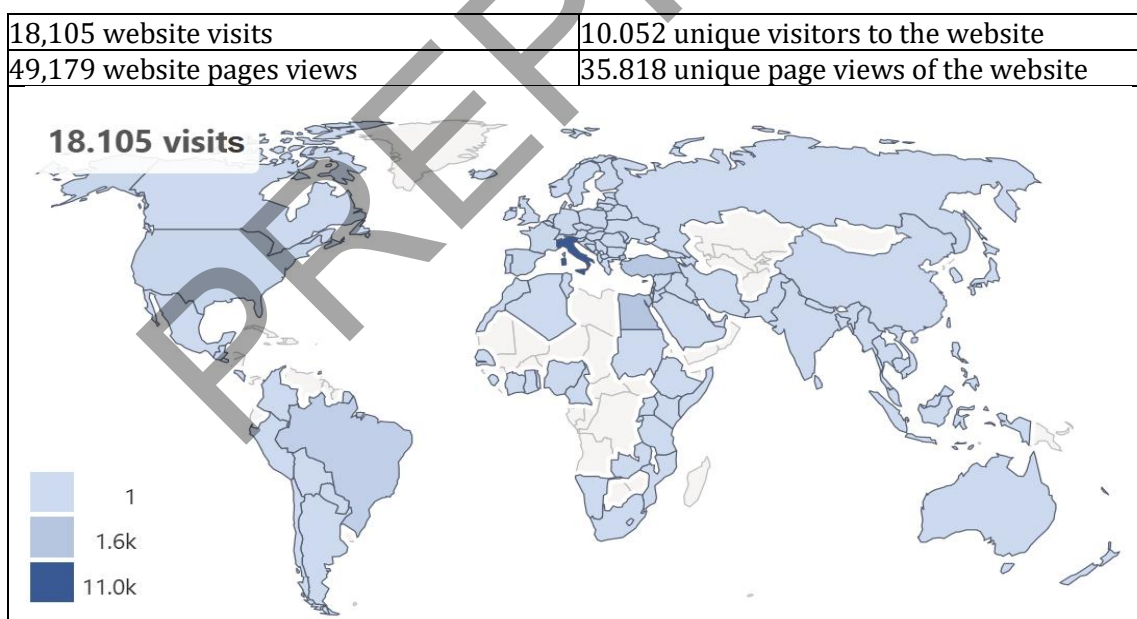 18,105 website visits
10.052 unique visitors to the website
49,179 website pages views
35.818 unique page views of the website
18.105 visits
1
1.6k
11.0k